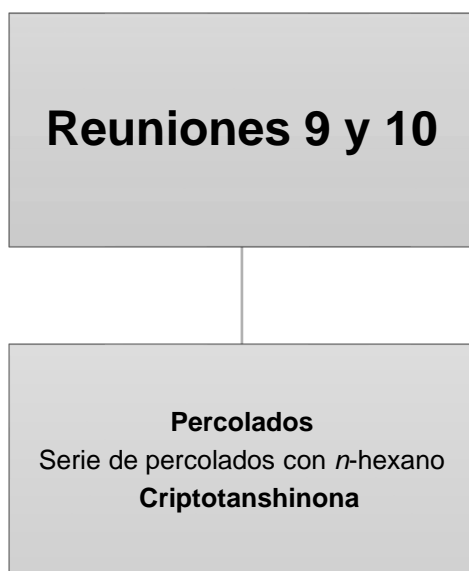 Reuniones 9 y 10
Percolados
Serie de percolados con n-hexano
Criptotanshinona